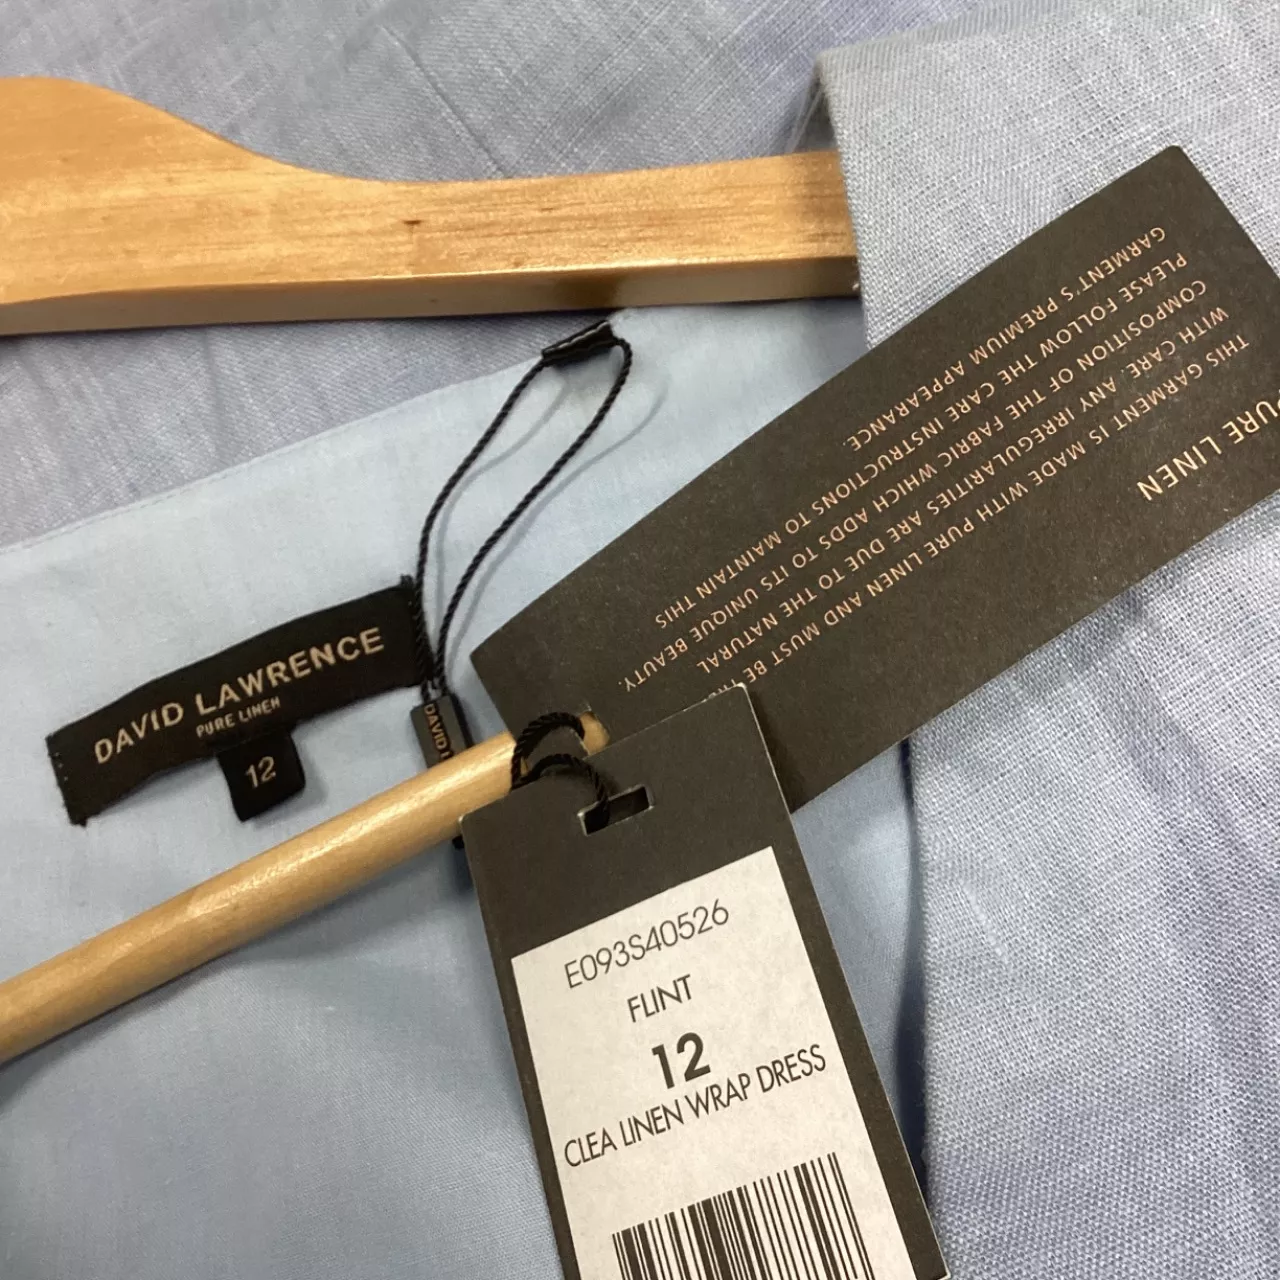 DAVID LAWRENCE
PURE LINEN
12
DAVID
E093S40526
FLINT
12
CLEA LINEN WRAP DRESS
PURE LINEN
THIS GARMENT IS MADE WITH PURE LINEN AND MUST BE
WITH CARE. ANY IRREGULARITIES ARE DUE TO THE NATURAL
COMPOSITION OF THE FABRIC WHICH ADDS TO ITS UNIQUE BEAUTY.
PLEASE FOLLOW THE CARE INSTRUCTIONS TO MAINTAIN THIS
GARMENT'S PREMIUM APPEARANCE.